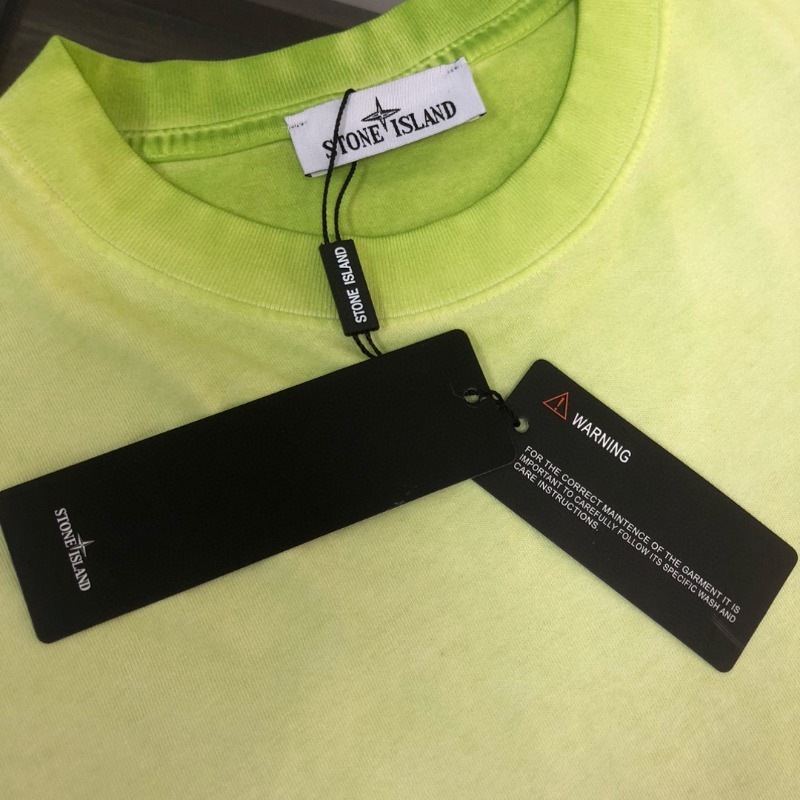 STONE ISLAND
STONE ISLAND
STONE ISLAND
WARNING
FOR THE CORRECT MAINTENCE OF THE GARMENT IT IS
IMPORTANT TO CAREFULLY FOLLOW ITS SPECIFIC WASH AND
CARE INSTRUCTIONS.